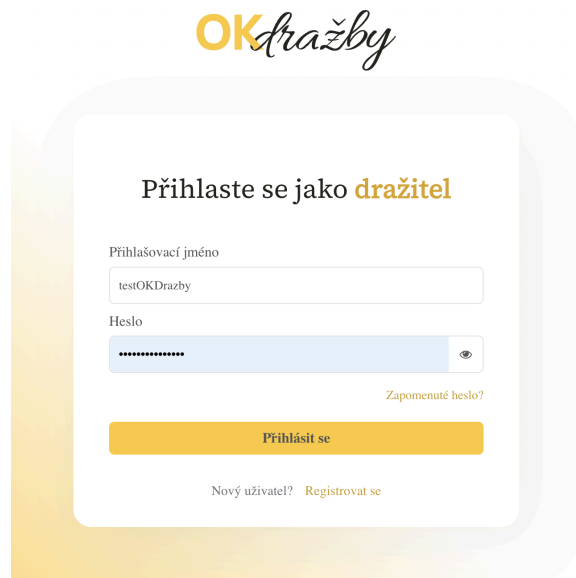 OKdražby
Přihlaste se jako dražitel
Přihlašovací jméno
testOKDrazby
Heslo
•••••••••••••••
Zapomenuté heslo?
Přihlásit se
Nový uživatel? Registrovat se